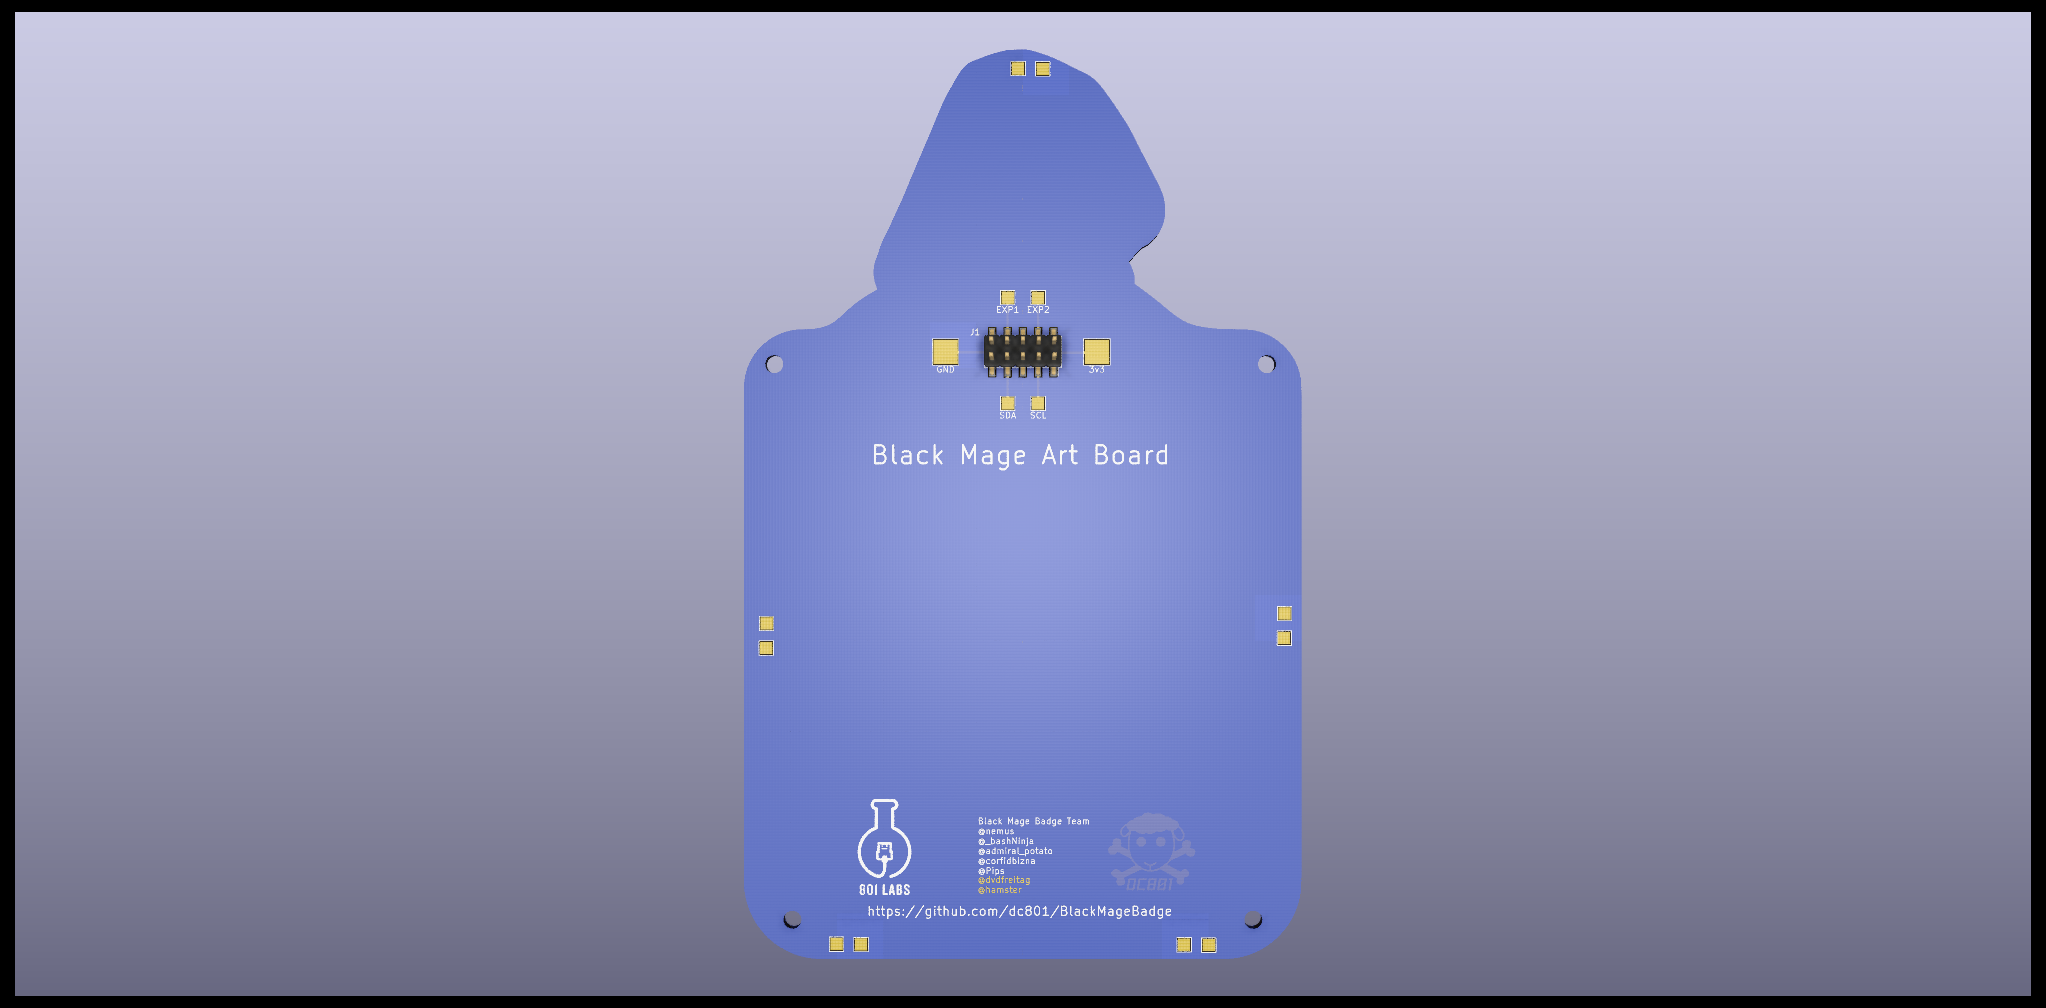 EXP1 EXP2
J1
GND
3v3
SDA SCL
Black Mage Art Board
Black Mage Badge Team
@nemus
@_bashNinja
@admiral_potato
@corfidbizna
@Pips
@dvdfreitag
@hamster
801 LABS
DC801
https://github.com/dc801/BlackMageBadge